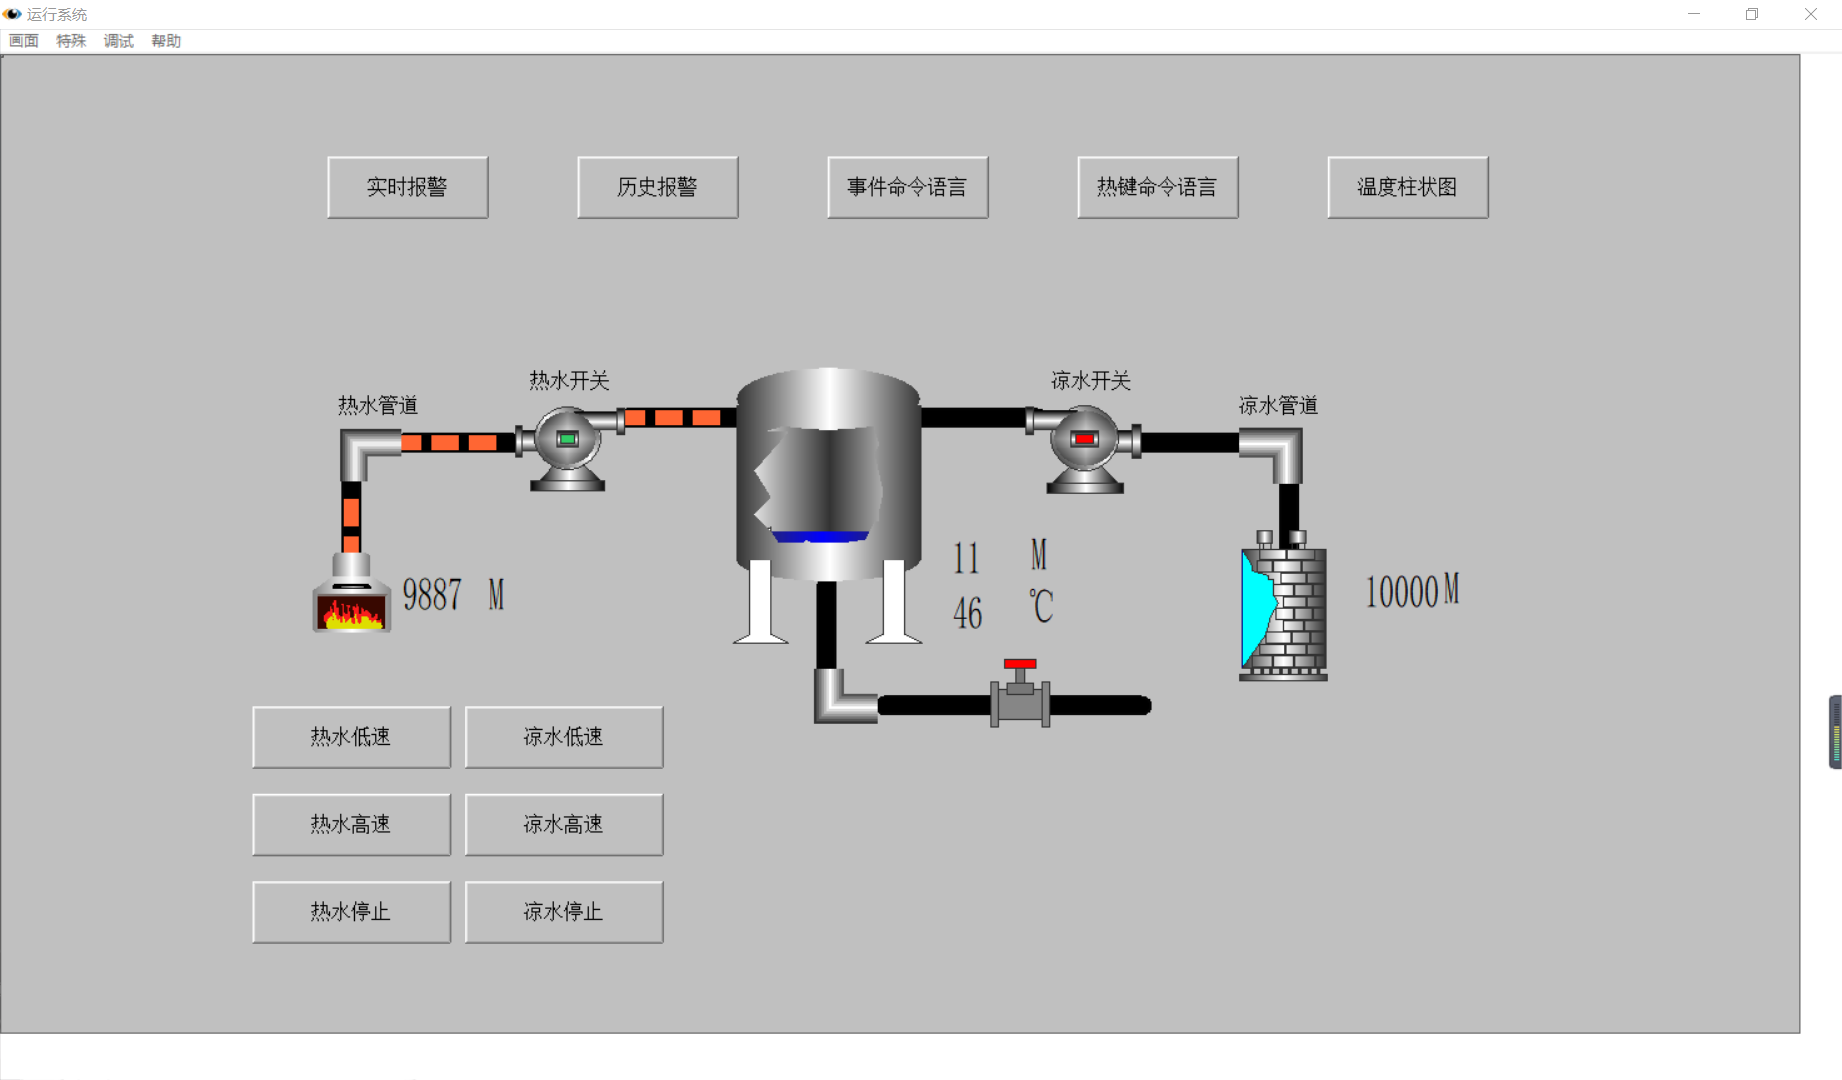 运行系统
画面 特殊 调试 帮助
实时报警 历史报警 事件命令语言 热键命令语言 温度柱状图
热水开关 凉水开关
热水管道 凉水管道
11 M
9887 M 46 ℃ 10000 M
热水低速 凉水低速
热水高速 凉水高速
热水停止 凉水停止